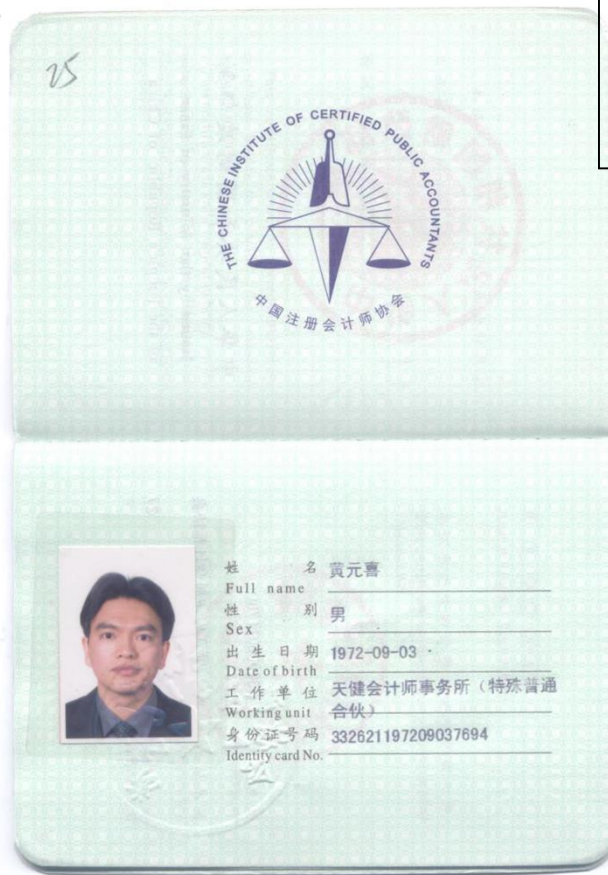 25
THE CHINESE INSTITUTE OF CERTIFIED PUBLIC ACCOUNTANTS
中国注册会计师协会
姓 名 黄元喜
Full name
性 别 男
Sex
出生日期 1972-09-03
Date of birth
工作单位 天健会计师事务所（特殊普通
Working unit 合伙）
身份证号码 332621197209037694
Identity card No.